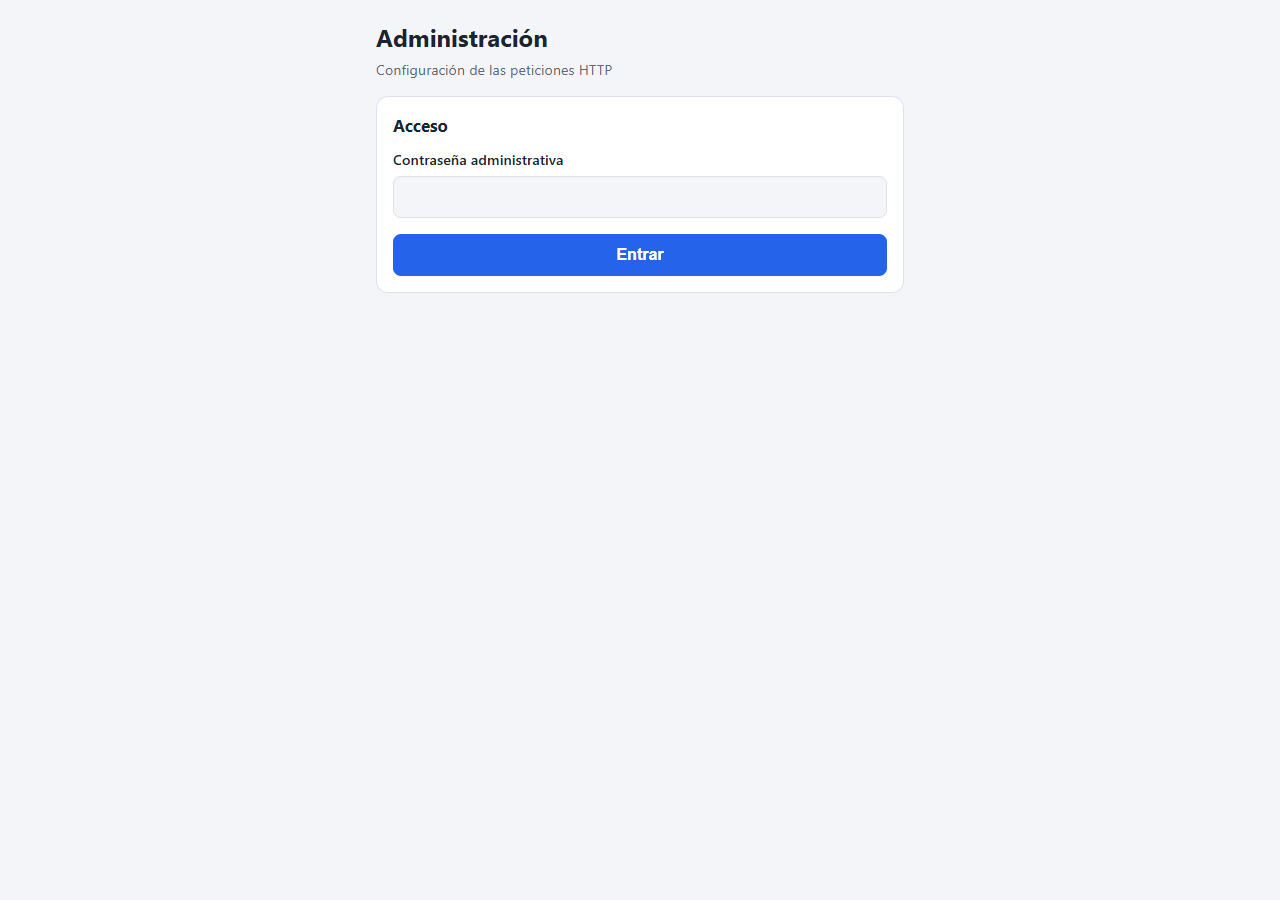 Administración
Configuración de las peticiones HTTP
Acceso
Contraseña administrativa
Entrar